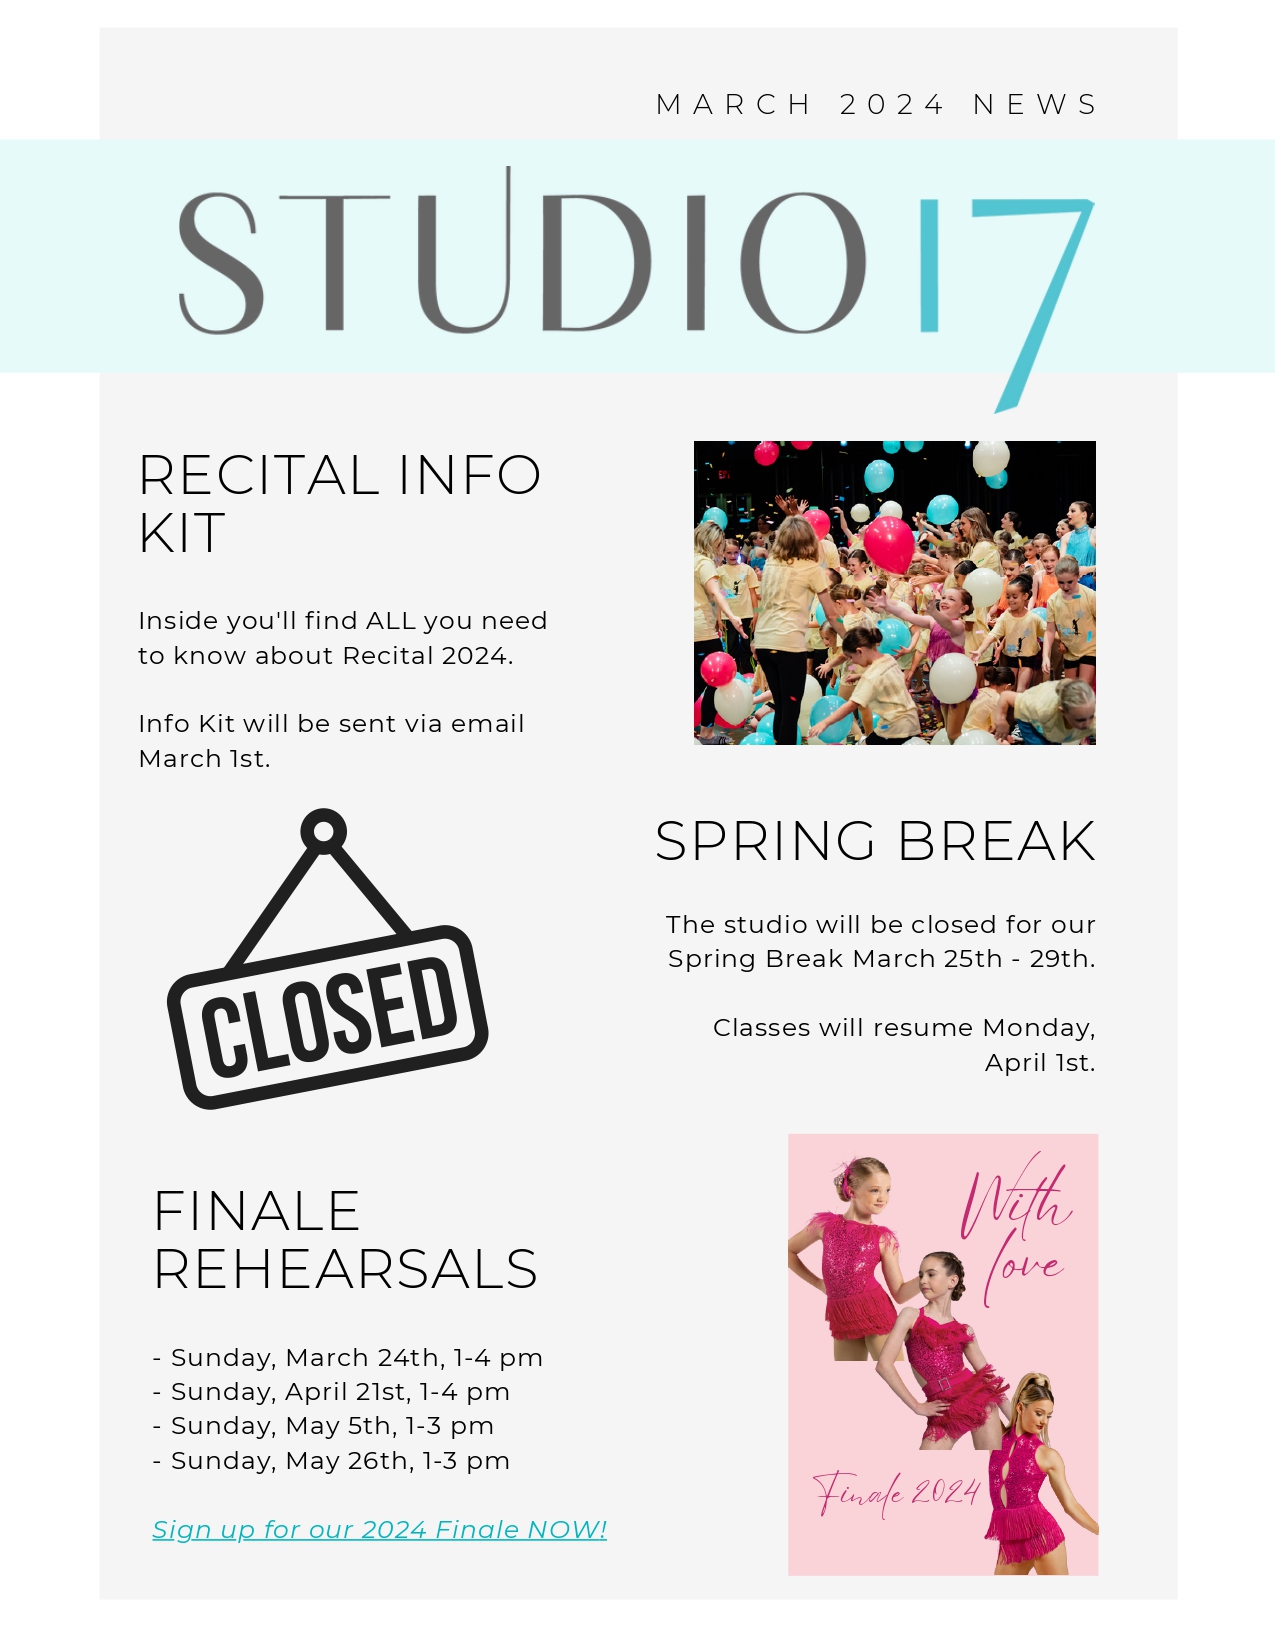 MARCH 2024 NEWS
STUDIO 17
RECITAL INFO
KIT
Inside you'll find ALL you need
to know about Recital 2024.
Info Kit will be sent via email
March 1st.
CLOSED
SPRING BREAK
The studio will be closed for our
Spring Break March 25th - 29th.
Classes will resume Monday,
April 1st.
FINALE
REHEARSALS
- Sunday, March 24th, 1-4 pm
- Sunday, April 21st, 1-4 pm
- Sunday, May 5th, 1-3 pm
- Sunday, May 26th, 1-3 pm
Sign up for our 2024 Finale NOW!
With
love
Finale 2024